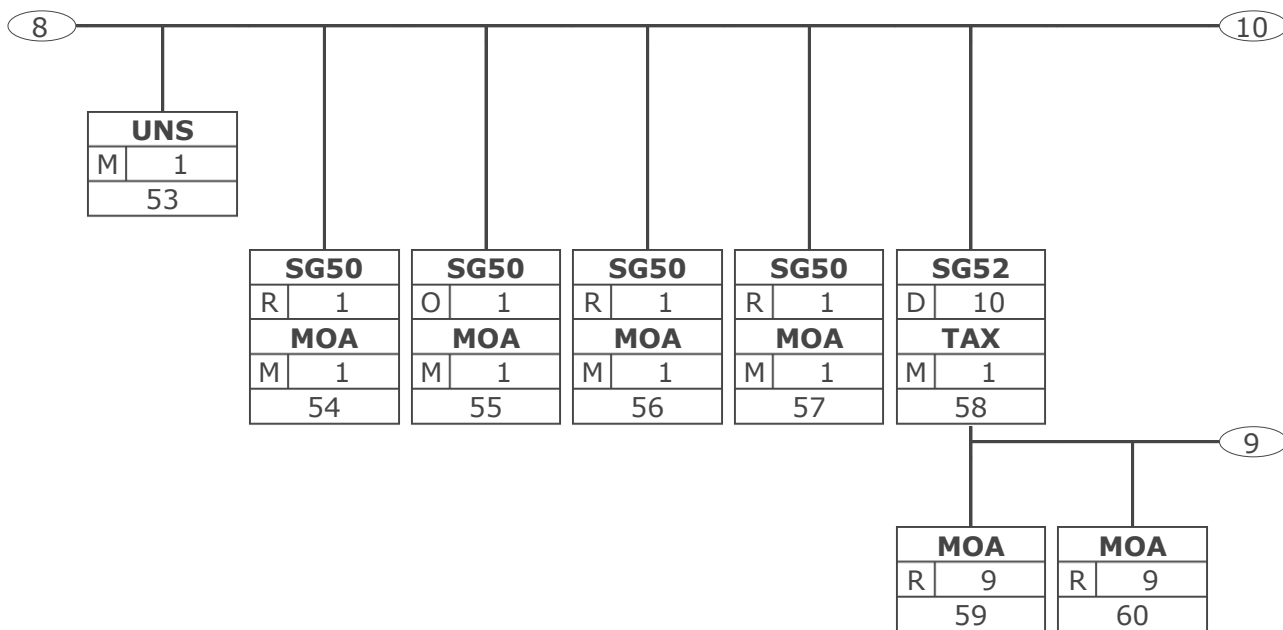 8
10
UNS
M 1
53
SG50 SG50 SG50 SG50 SG52
R 1 O 1 R 1 R 1 D 10
MOA MOA MOA MOA TAX
M 1 M 1 M 1 M 1 M 1
54 55 56 57 58
9
MOA MOA
R 9 R 9
59 60